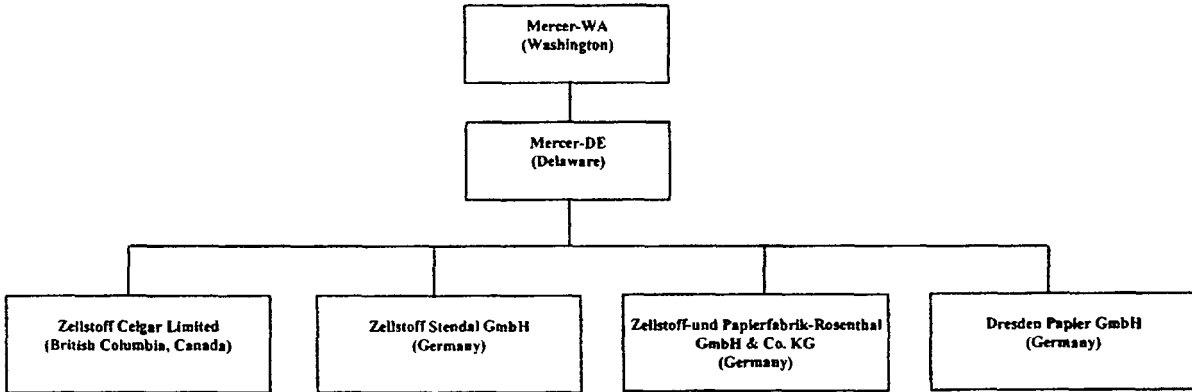 Mercer-WA
(Washington)
Mercer-DE
(Delaware)
Zellstoff Celgar Limited
(British Columbia, Canada)
Zellstoff Stendal GmbH
(Germany)
Zellstoff-und Papierfabrik-Rosenthal
GmbH & Co. KG
(Germany)
Dresden Papier GmbH
(Germany)